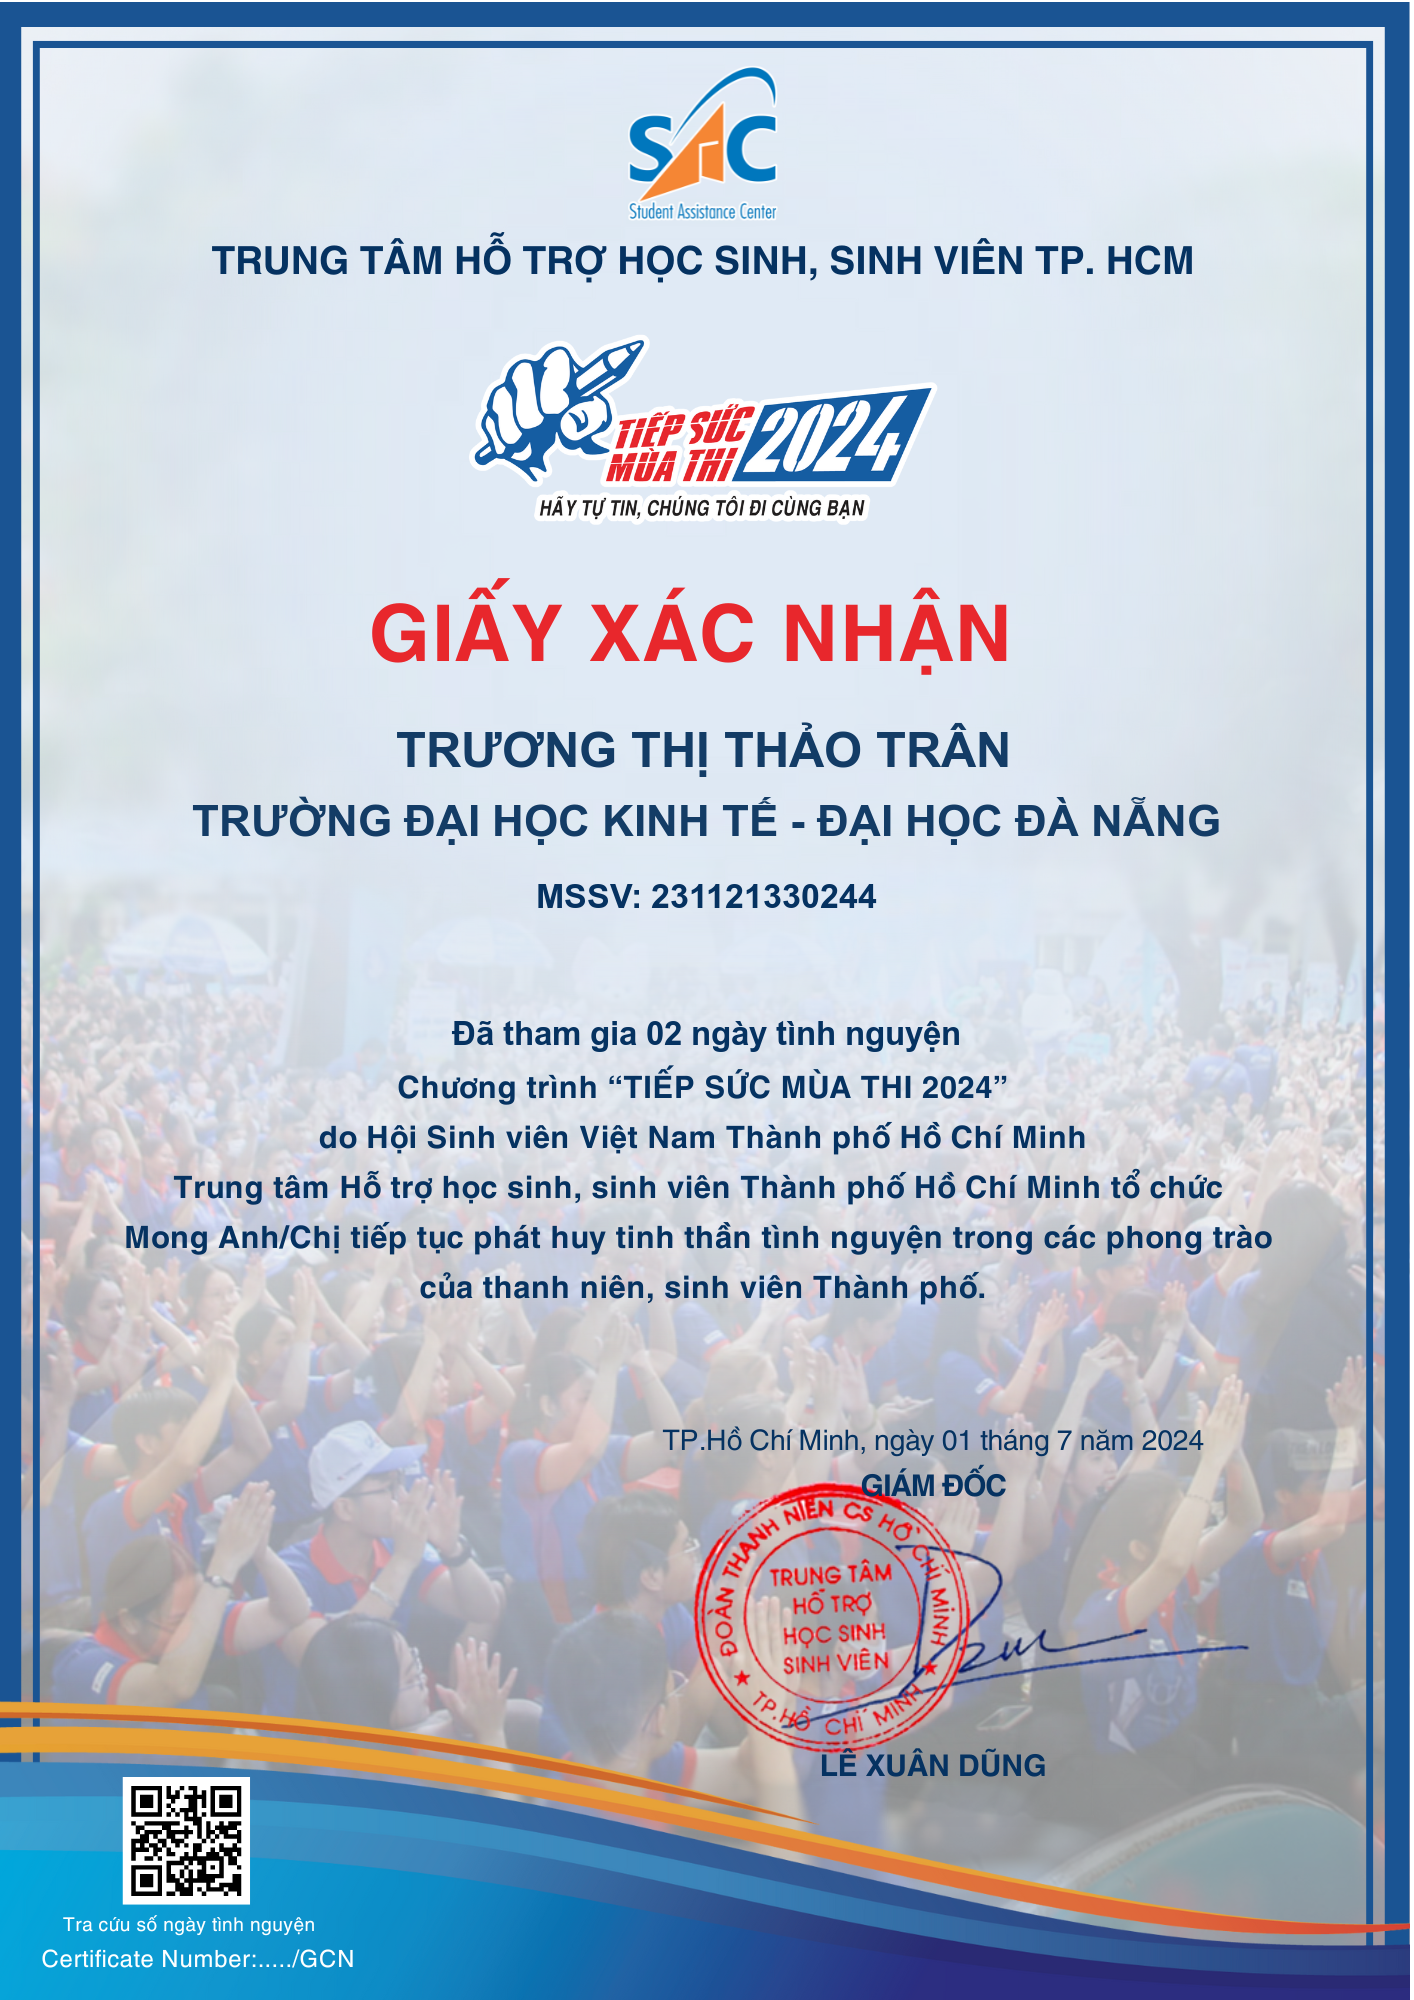 SAC
Student Assistance Center
TRUNG TÂM HỖ TRỢ HỌC SINH, SINH VIÊN TP. HCM
TIẾP SỨC
MÙA THI
2024
HÃY TỰ TIN, CHÚNG TÔI ĐI CÙNG BẠN
GIẤY XÁC NHẬN
TRƯƠNG THỊ THẢO TRÂN
TRƯỜNG ĐẠI HỌC KINH TẾ - ĐẠI HỌC ĐÀ NẴNG
MSSV: 231121330244
Đã tham gia 02 ngày tình nguyện
Chương trình “TIẾP SỨC MÙA THI 2024”
do Hội Sinh viên Việt Nam Thành phố Hồ Chí Minh
Trung tâm Hỗ trợ học sinh, sinh viên Thành phố Hồ Chí Minh tổ chức
Mong Anh/Chị tiếp tục phát huy tinh thần tình nguyện trong các phong trào
của thanh niên, sinh viên Thành phố.
TP.Hồ Chí Minh, ngày 01 tháng 7 năm 2024
GIÁM ĐỐC
ĐOÀN THANH NIÊN CS HỒ CHÍ MINH
TRUNG TÂM
HỖ TRỢ
HỌC SINH
SINH VIÊN
★ TP.HỒ CHÍ MINH ★
LÊ XUÂN DŨNG
Tra cứu số ngày tình nguyện
Certificate Number:...../GCN